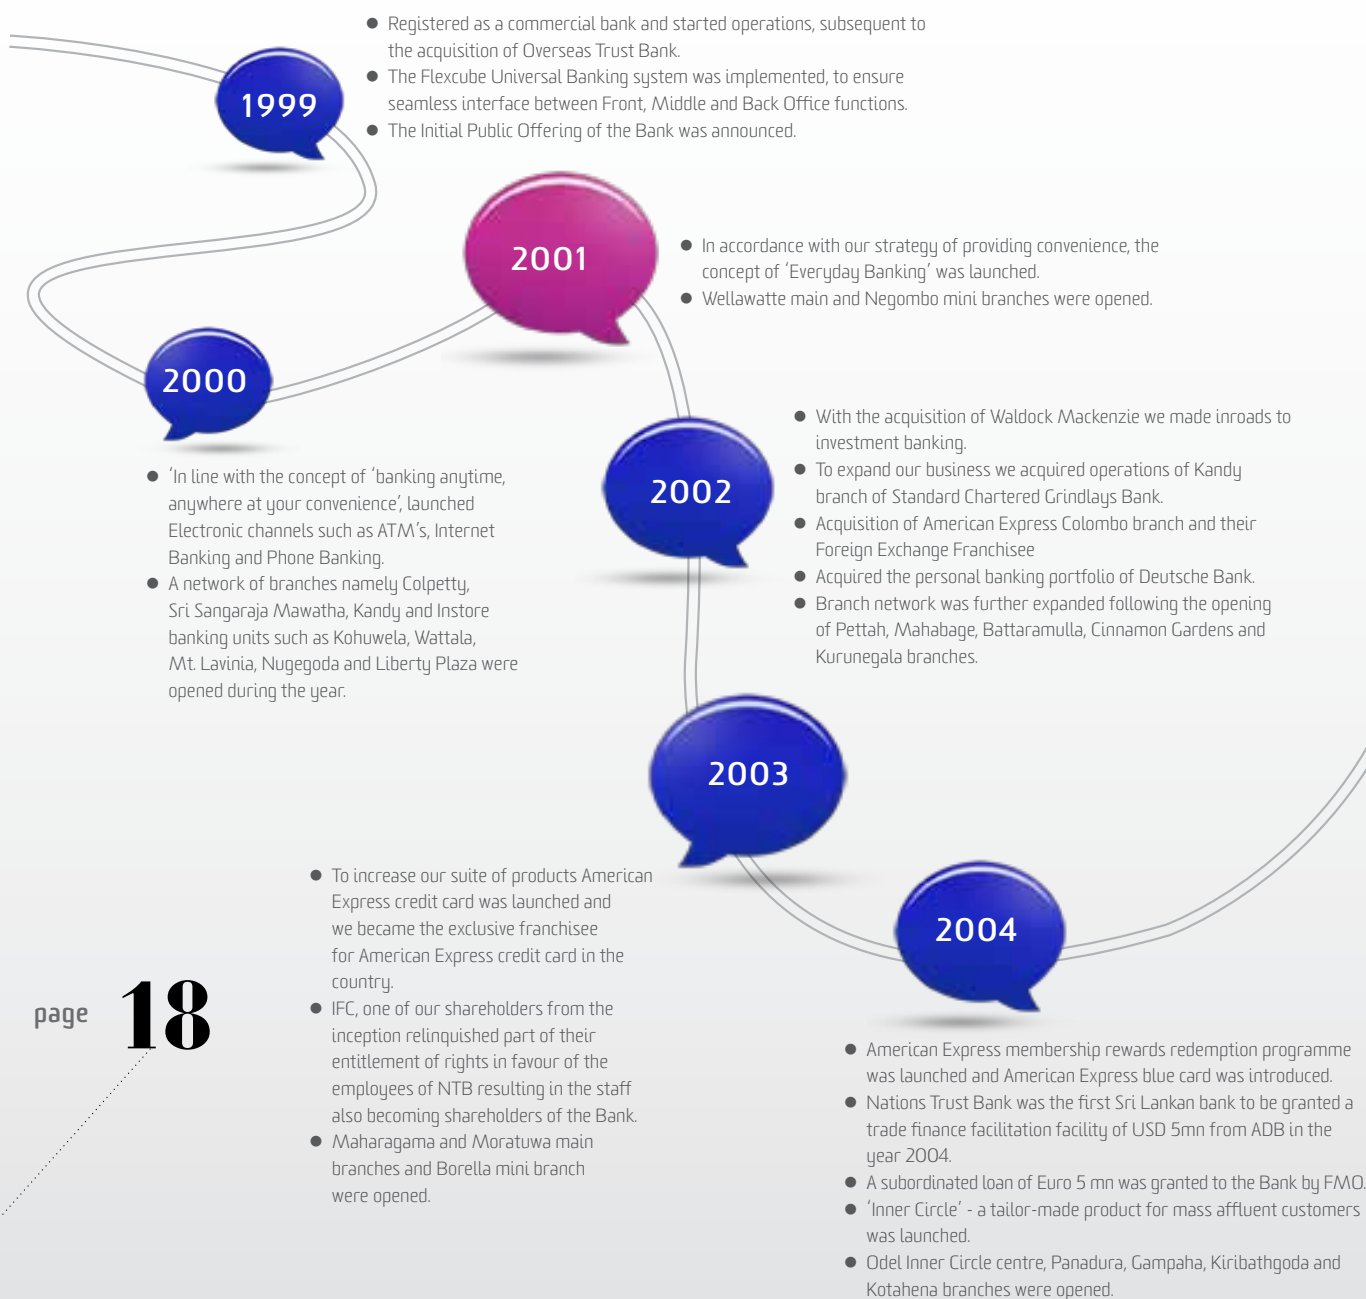 1999
● Registered as a commercial bank and started operations, subsequent to
the acquisition of Overseas Trust Bank.
● The Flexcube Universal Banking system was implemented, to ensure
seamless interface between Front, Middle and Back Office functions.
● The Initial Public Offering of the Bank was announced.
2000
● ‘In line with the concept of ‘banking anytime,
anywhere at your convenience’, launched
Electronic channels such as ATM’s, Internet
Banking and Phone Banking.
● A network of branches namely Colpetty,
Sri Sangaraja Mawatha, Kandy and Instore
banking units such as Kohuwela, Wattala,
Mt. Lavinia, Nugegoda and Liberty Plaza were
opened during the year.
2001
● In accordance with our strategy of providing convenience, the
concept of ‘Everyday Banking’ was launched.
● Wellawatte main and Negombo mini branches were opened.
2002
● With the acquisition of Waldock Mackenzie we made inroads to
investment banking.
● To expand our business we acquired operations of Kandy
branch of Standard Chartered Grindlays Bank.
● Acquisition of American Express Colombo branch and their
Foreign Exchange Franchisee
● Acquired the personal banking portfolio of Deutsche Bank.
● Branch network was further expanded following the opening
of Pettah, Mahabage, Battaramulla, Cinnamon Gardens and
Kurunegala branches.
2003
● To increase our suite of products American
Express credit card was launched and
we became the exclusive franchisee
for American Express credit card in the
country.
● IFC, one of our shareholders from the
inception relinquished part of their
entitlement of rights in favour of the
employees of NTB resulting in the staff
also becoming shareholders of the Bank.
● Maharagama and Moratuwa main
branches and Borella mini branch
were opened.
2004
● American Express membership rewards redemption programme
was launched and American Express blue card was introduced.
● Nations Trust Bank was the first Sri Lankan bank to be granted a
trade finance facilitation facility of USD 5mn from ADB in the
year 2004.
● A subordinated loan of Euro 5 mn was granted to the Bank by FMO.
● ‘Inner Circle’ - a tailor-made product for mass affluent customers
was launched.
● Odel Inner Circle centre, Panadura, Gampaha, Kiribathgoda and
Kotahena branches were opened.
page 18